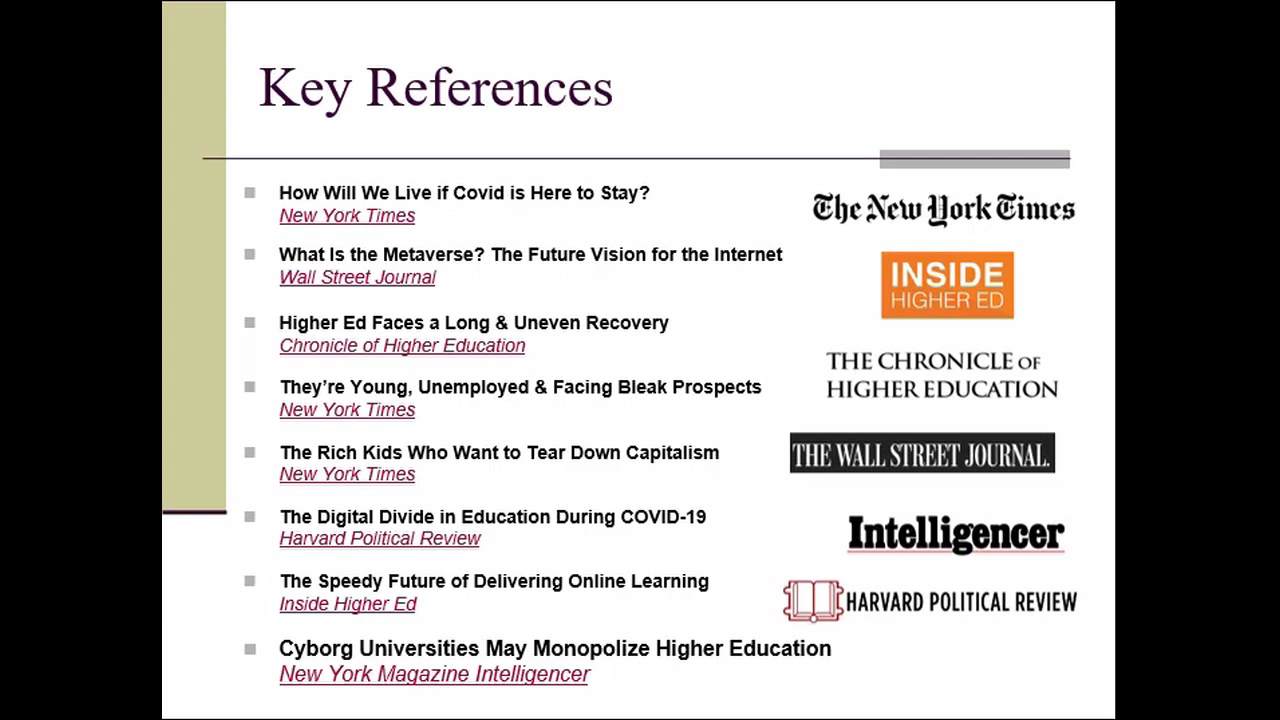 Key References
How Will We Live if Covid is Here to Stay?
New York Times
What Is the Metaverse? The Future Vision for the Internet
Wall Street Journal
Higher Ed Faces a Long & Uneven Recovery
Chronicle of Higher Education
They're Young, Unemployed & Facing Bleak Prospects
New York Times
The Rich Kids Who Want to Tear Down Capitalism
New York Times
The Digital Divide in Education During COVID-19
Harvard Political Review
The Speedy Future of Delivering Online Learning
Inside Higher Ed
Cyborg Universities May Monopolize Higher Education
New York Magazine Intelligencer
The New York Times
INSIDE
HIGHER ED
THE CHRONICLE OF
HIGHER EDUCATION
THE WALL STREET JOURNAL.
Intelligencer
HARVARD POLITICAL REVIEW